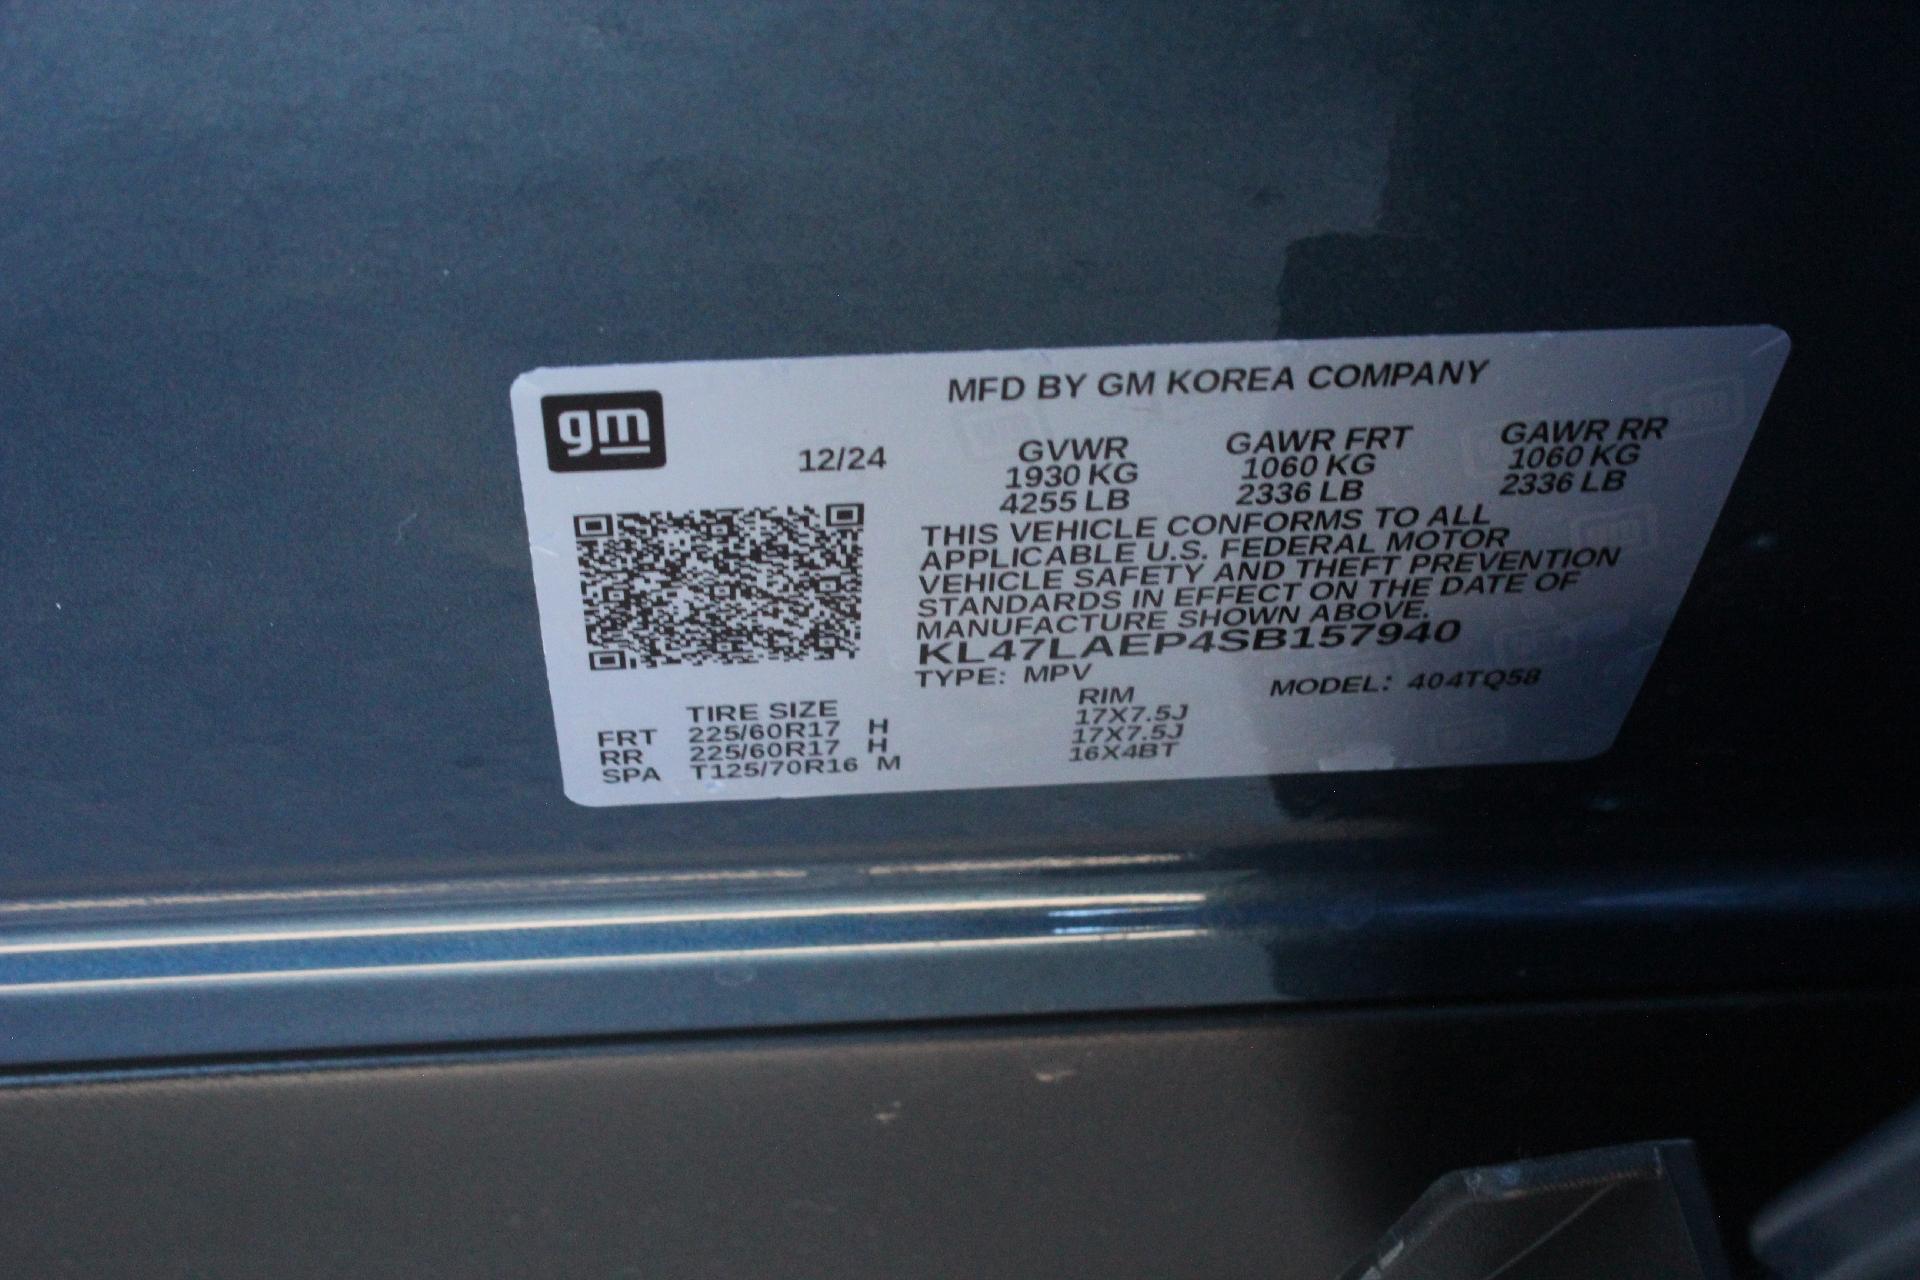 gm
MFD BY GM KOREA COMPANY
12/24
GVWR GAWR FRT GAWR RR
1930 KG 1060 KG 1060 KG
4255 LB 2336 LB 2336 LB
THIS VEHICLE CONFORMS TO ALL
APPLICABLE U.S. FEDERAL MOTOR
VEHICLE SAFETY AND THEFT PREVENTION
STANDARDS IN EFFECT ON THE DATE OF
MANUFACTURE SHOWN ABOVE.
KL47LAEP4SB157940
TYPE: MPV MODEL: 404TQ58
TIRE SIZE RIM
FRT 225/60R17 H 17X7.5J
RR 225/60R17 H 17X7.5J
SPA T125/70R16 M 16X4BT